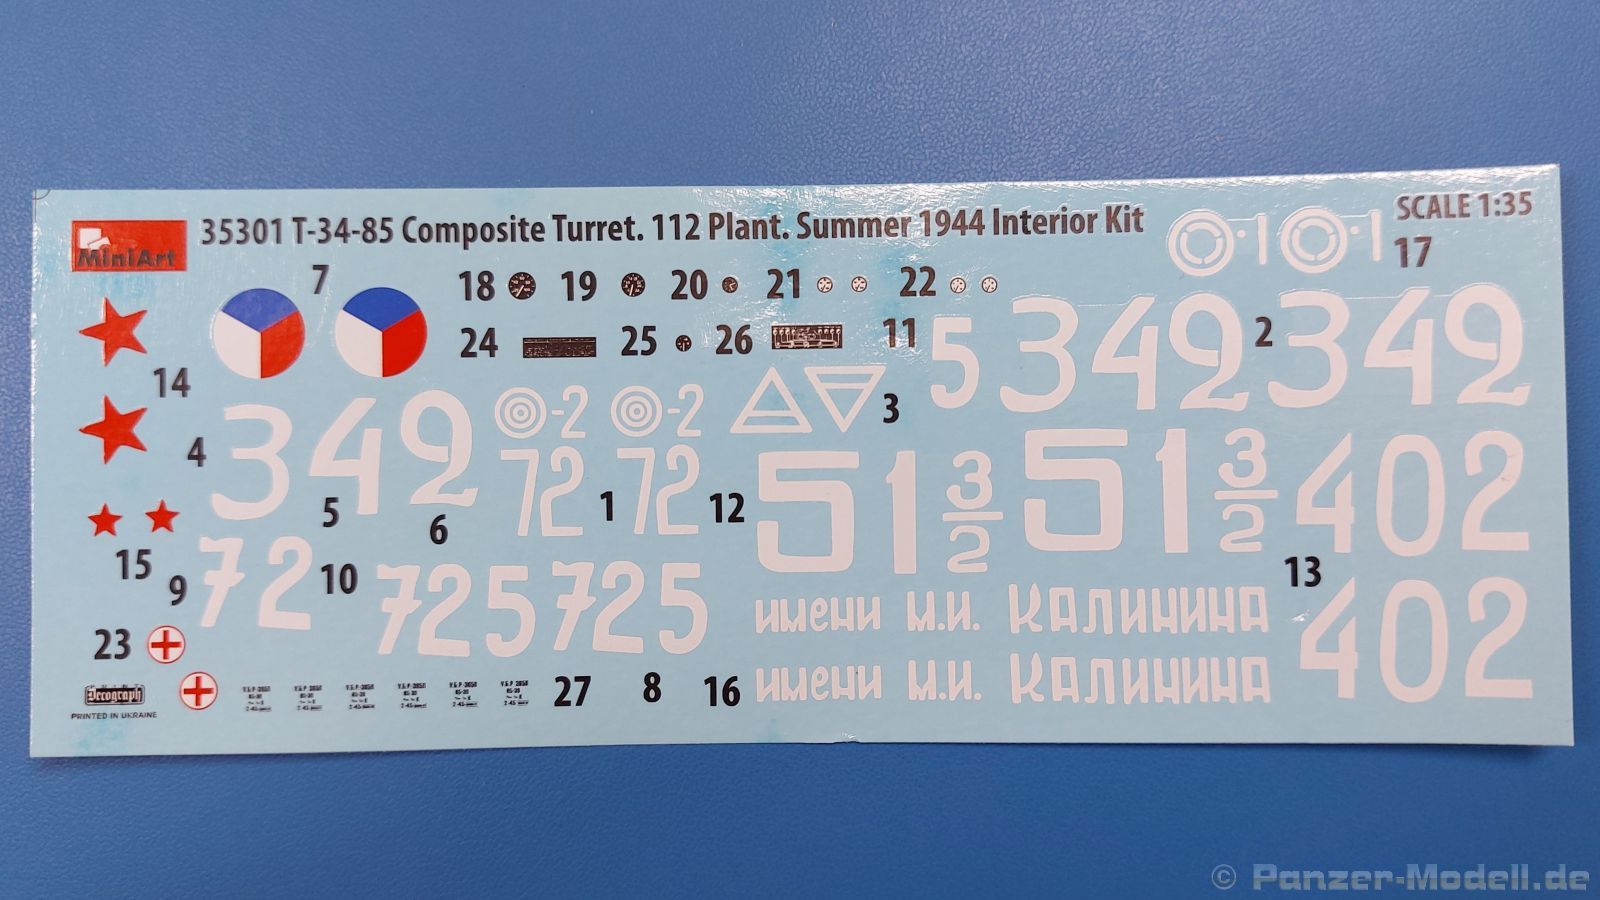 MiniArt
35301 T-34-85 Composite Turret. 112 Plant. Summer 1944 Interior Kit
SCALE 1:35
·1 ·1 17
7 18 19 20 21 22
24 25 26 11 5 349 2 349
14
-2 -2 3
4 349
5 6 72 1 72 12 51 3/2 51 3/2 402
15 9 72 10 725 725 13
имени М.И. КАЛИНИНА 402
23
имени М.И. КАЛИНИНА
27 8 16
Decograph
PRINTED IN UKRAINE
© Panzer-Modell.de